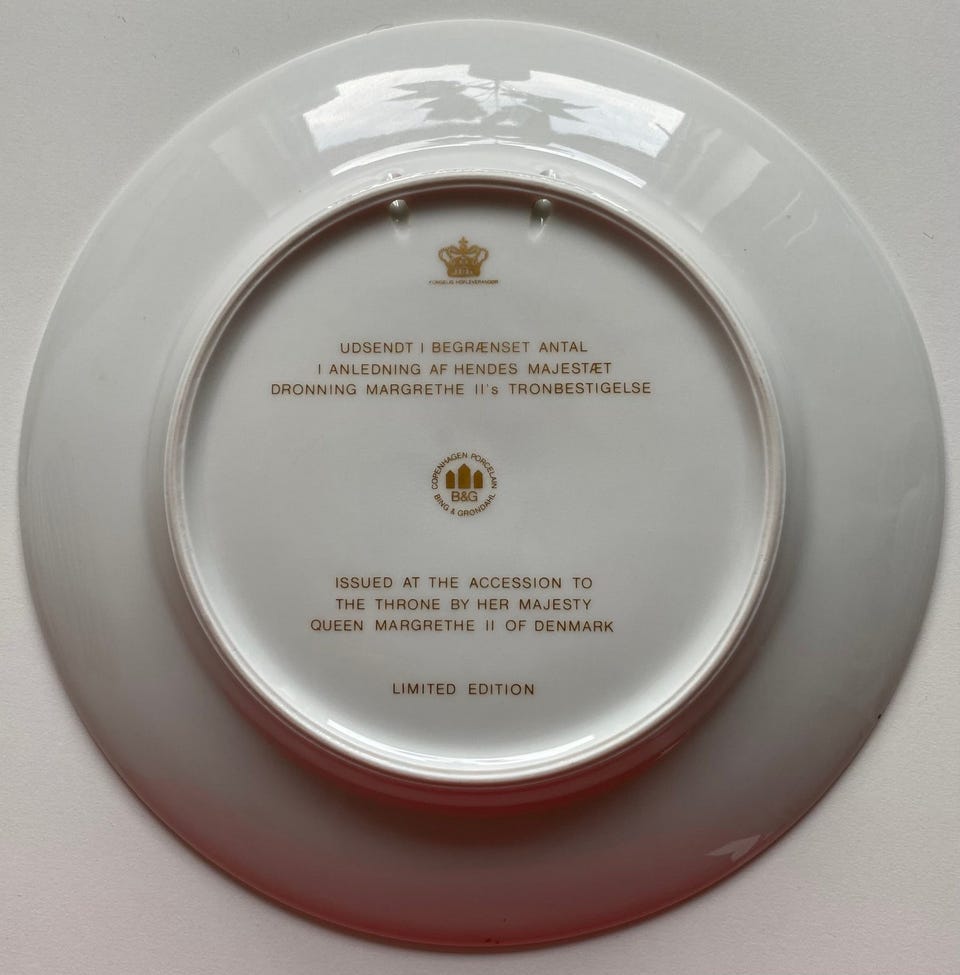 KONGELIG HOFLEVERANDØR
UDSENDT I BEGRÆNSET ANTAL
I ANLEDNING AF HENDES MAJESTÆT
DRONNING MARGRETHE II's TRONBESTIGELSE
COPENHAGEN PORCELAIN
B&G
BING & GRØNDAHL
ISSUED AT THE ACCESSION TO
THE THRONE BY HER MAJESTY
QUEEN MARGRETHE II OF DENMARK
LIMITED EDITION